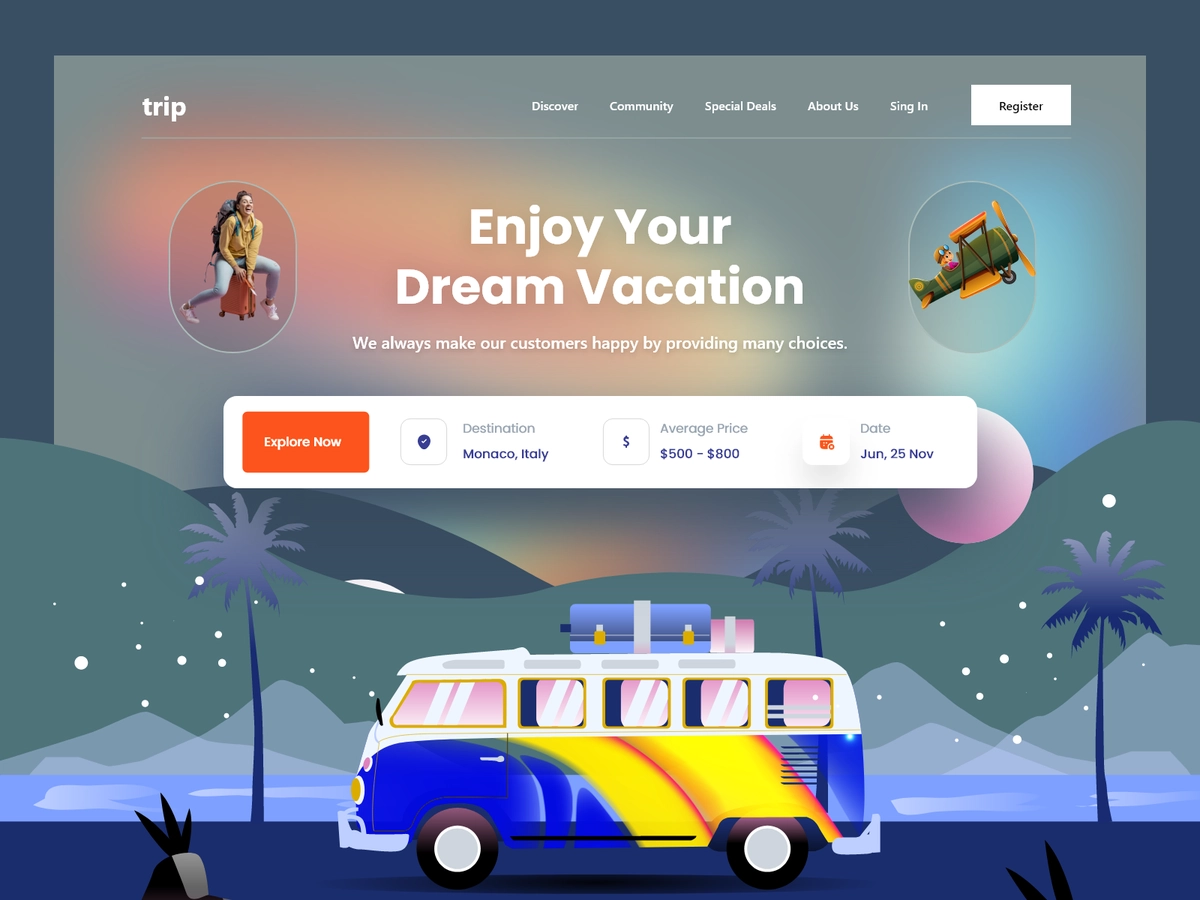 trip
Discover
Community
Special Deals
About Us
Sing In
Register
Enjoy Your
Dream Vacation
We always make our customers happy by providing many choices.
Explore Now
Destination
Monaco, Italy
$
Average Price
$500 - $800
Date
Jun, 25 Nov